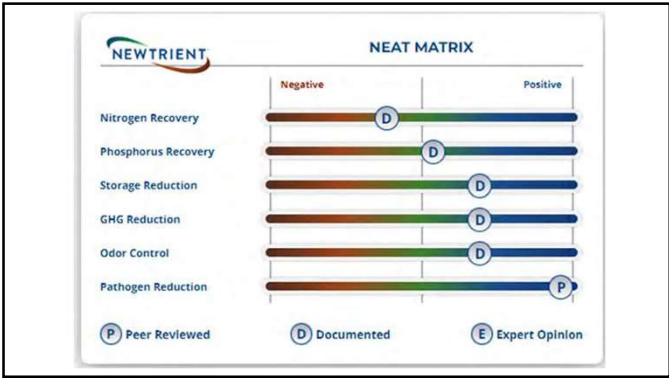 NEWTRIENT
NEAT MATRIX
Negative
Positive
Nitrogen Recovery
D
Phosphorus Recovery
D
Storage Reduction
D
GHG Reduction
D
Odor Control
D
Pathogen Reduction
P
P Peer Reviewed
D Documented
E Expert Opinion